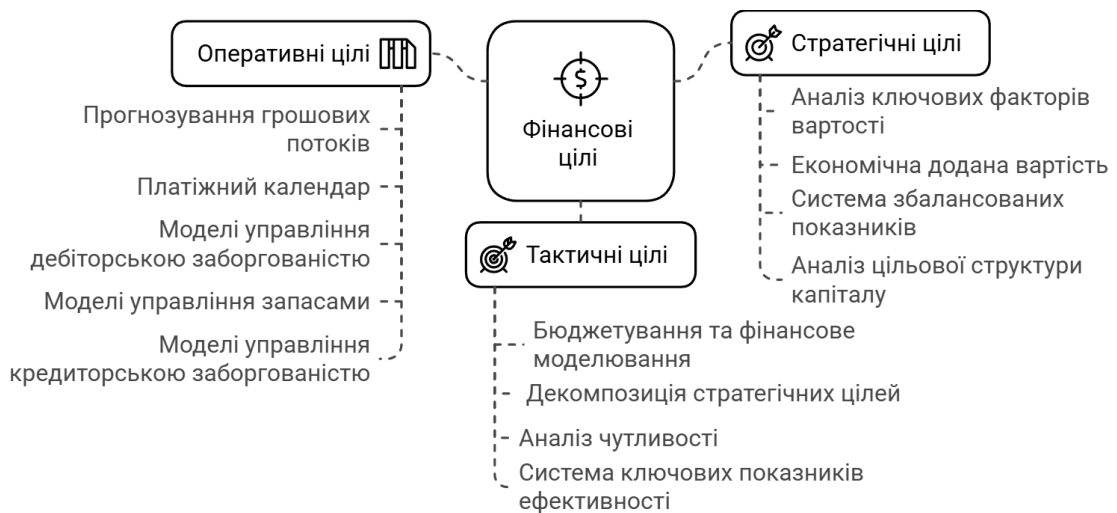 Фінансові
цілі
Оперативні цілі
Прогнозування грошових
потоків
Платіжний календар
Моделі управління
дебіторською заборгованістю
Моделі управління запасами
Моделі управління
кредиторською заборгованістю
Тактичні цілі
Бюджетування та фінансове
моделювання
Декомпозиція стратегічних цілей
Аналіз чутливості
Система ключових показників
ефективності
Стратегічні цілі
Аналіз ключових факторів
вартості
Економічна додана вартість
Система збалансованих
показників
Аналіз цільової структури
капіталу